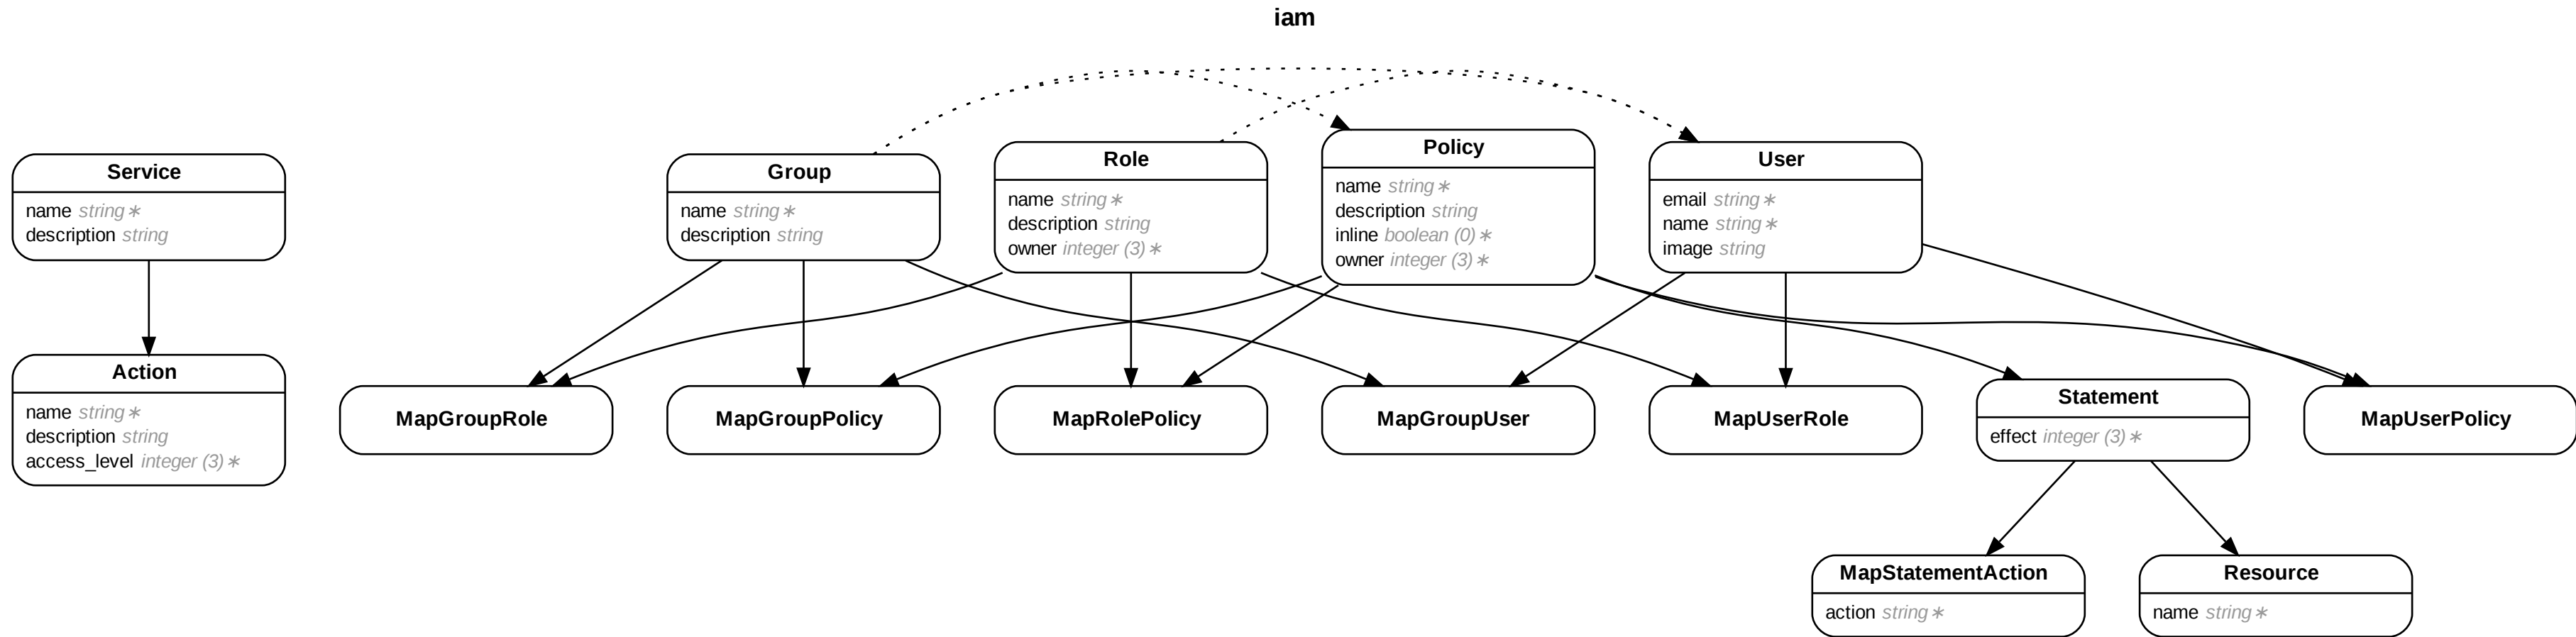 iam
Service
name string∗
description string
Group
name string∗
description string
Role
name string∗
description string
owner integer (3)∗
Policy
name string∗
description string
inline boolean (0)∗
owner integer (3)∗
User
email string∗
name string∗
image string
Action
name string∗
description string
access_level integer (3)∗
MapGroupRole
MapGroupPolicy
MapRolePolicy
MapGroupUser
MapUserRole
Statement
effect integer (3)∗
MapUserPolicy
MapStatementAction
action string∗
Resource
name string∗